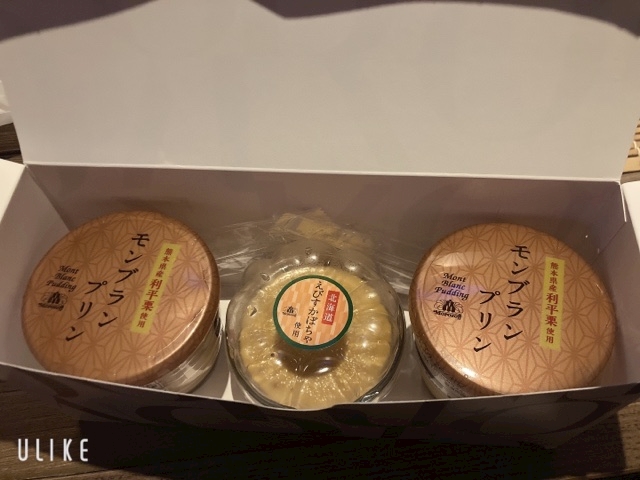 熊本県産 利平栗 使用
モンブラン
プリン
Mont
Blanc
Pudding
北海道
えびすかぼちゃ
使用
熊本県産 利平栗 使用
モンブラン
プリン
Mont
Blanc
Pudding
Morozoff
ULIKE